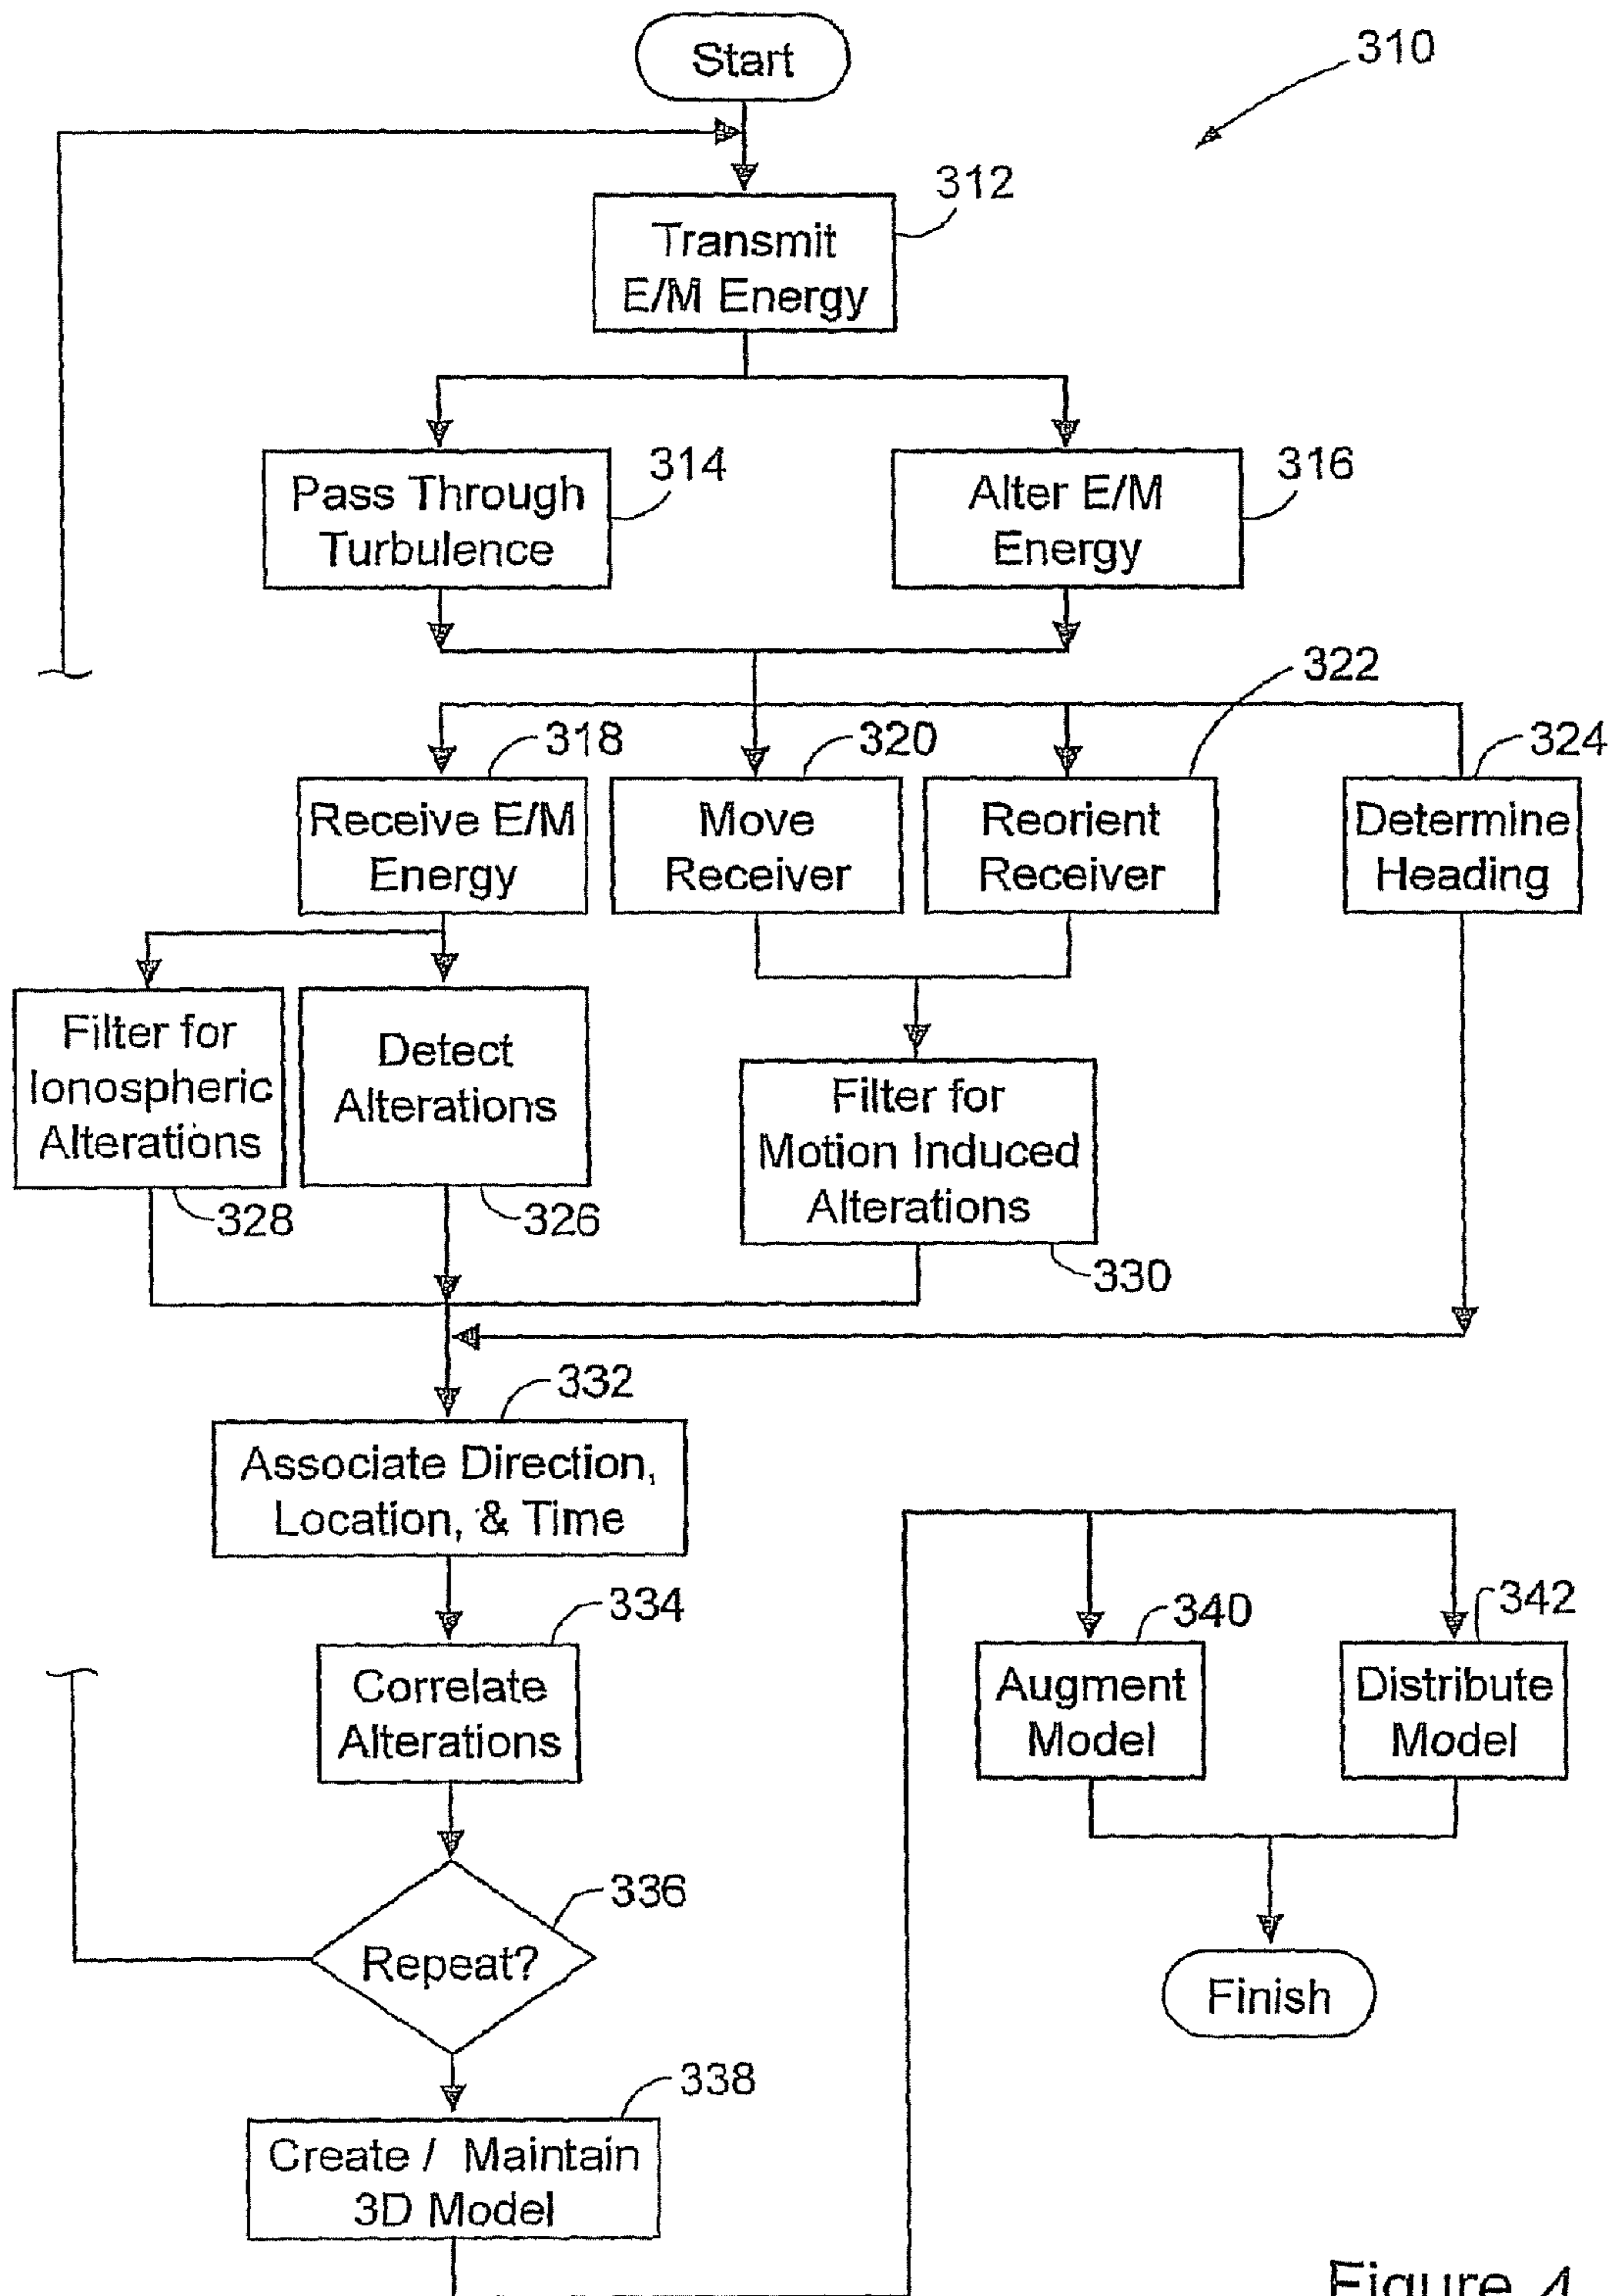 Start
310
312
Transmit
E/M Energy
314
Pass Through
Turbulence
316
Alter E/M
Energy
318
Receive E/M
Energy
320
Move
Receiver
322
Reorient
Receiver
324
Determine
Heading
Filter for
Ionospheric
Alterations
328
Detect
Alterations
326
Filter for
Motion Induced
Alterations
330
332
Associate Direction,
Location, & Time
334
Correlate
Alterations
336
Repeat?
338
Create / Maintain
3D Model
340
Augment
Model
342
Distribute
Model
Finish
Figure 4